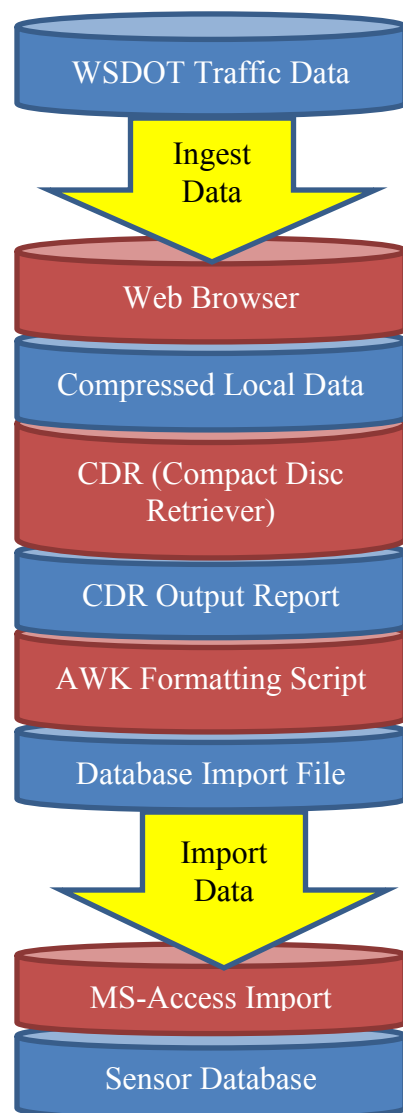 WSDOT Traffic Data
Ingest
Data
Web Browser
Compressed Local Data
CDR (Compact Disc
Retriever)
CDR Output Report
AWK Formatting Script
Database Import File
Import
Data
MS-Access Import
Sensor Database